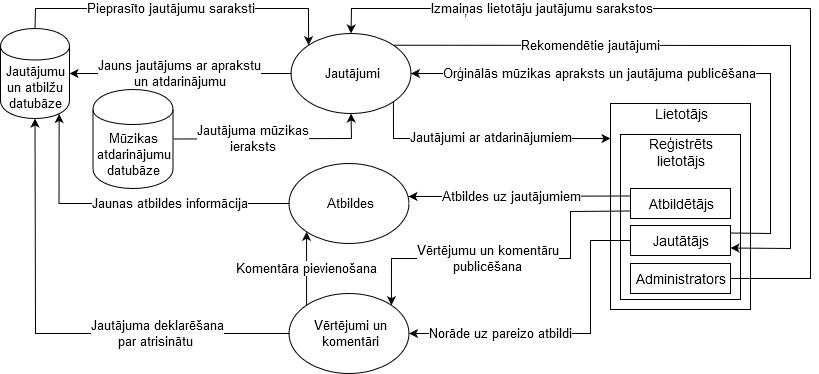 Pieprasīto jautājumu saraksti
Izmaiņas lietotāju jautājumu sarakstos
Rekomendētie jautājumi
Jautājumu
un atbilžu
datubāze
Jauns jautājums ar aprakstu
un atdarinājumu
Jautājumi
Orģinālās mūzikas apraksts un jautājuma publicēšana
Mūzikas
atdarinājumu
datubāze
Jautājuma mūzikas
ieraksts
Jautājumi ar atdarinājumiem
Lietotājs
Reģistrēts
lietotājs
Jaunas atbildes informācija
Atbildes
Atbildes uz jautājumiem
Atbildētājs
Jautātājs
Administrators
Komentāra pievienošana
Vērtējumu un komentāru
publicēšana
Jautājuma deklarēšana
par atrisinātu
Vērtējumi un
komentāri
Norāde uz pareizo atbildi